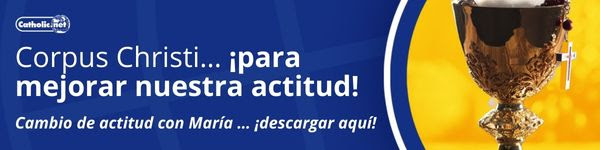 Catholic.net
Corpus Christi... ¡para
mejorar nuestra actitud!
Cambio de actitud con María ... ¡descargar aquí!